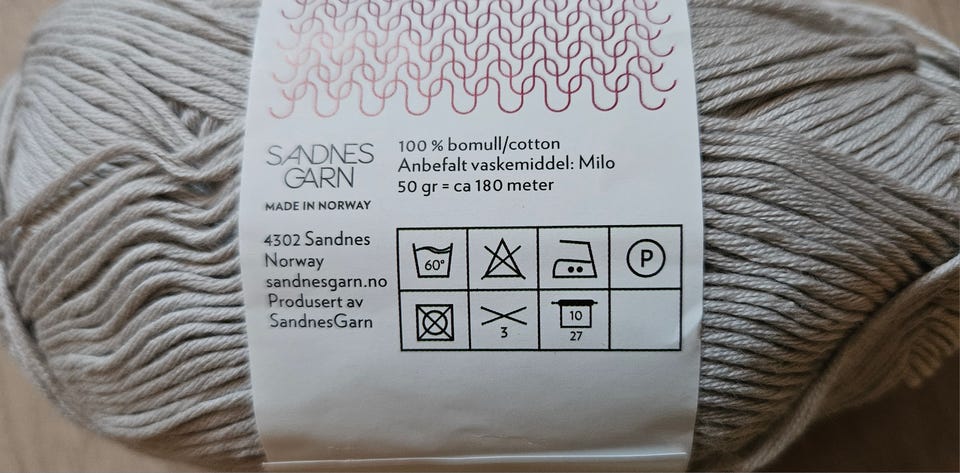 SANDNES
GARN
MADE IN NORWAY
4302 Sandnes
Norway
sandnesgarn.no
Produsert av
SandnesGarn
100 % bomull/cotton
Anbefalt vaskemiddel: Milo
50 gr = ca 180 meter
60°
P
3
10
27